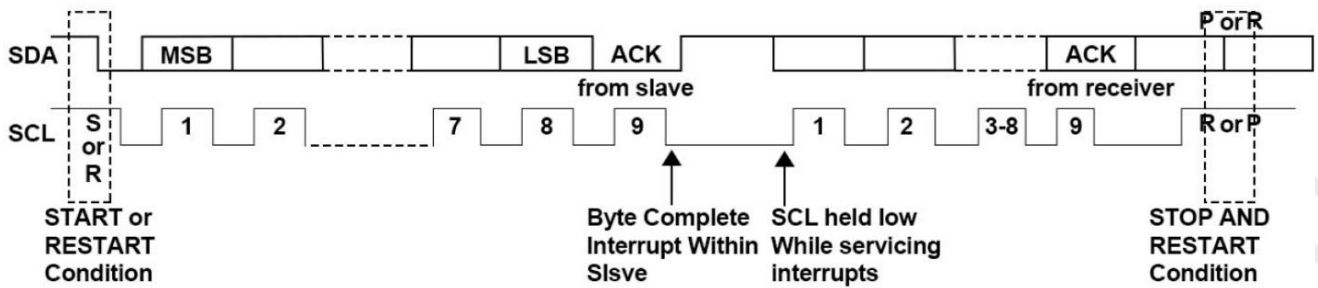 P or R
SDA
MSB
LSB
ACK
ACK
from slave
from receiver
SCL
S
or
R
1
2
7
8
9
1
2
3-8
9
R or P
START or
RESTART
Condition
Byte Complete
Interrupt Within
Slsve
SCL held low
While servicing
interrupts
STOP AND
RESTART
Condition